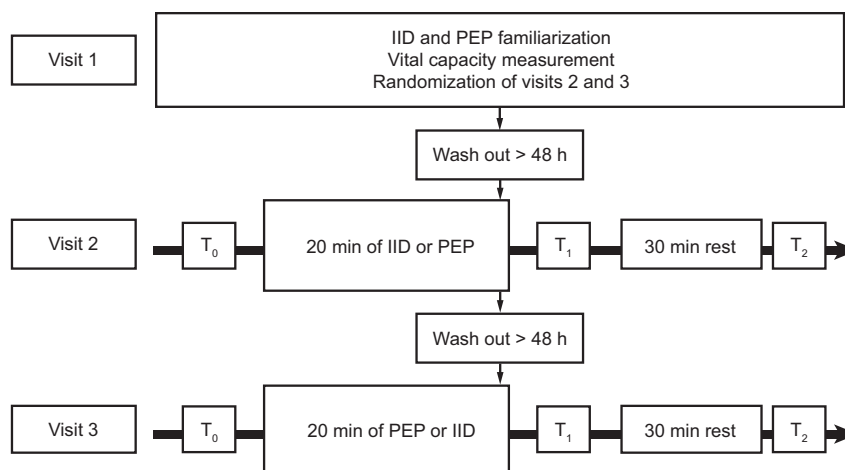 Visit 1
IID and PEP familiarization
Vital capacity measurement
Randomization of visits 2 and 3
Wash out > 48 h
Visit 2
T0
20 min of IID or PEP
T1
30 min rest
T2
Wash out > 48 h
Visit 3
T0
20 min of PEP or IID
T1
30 min rest
T2